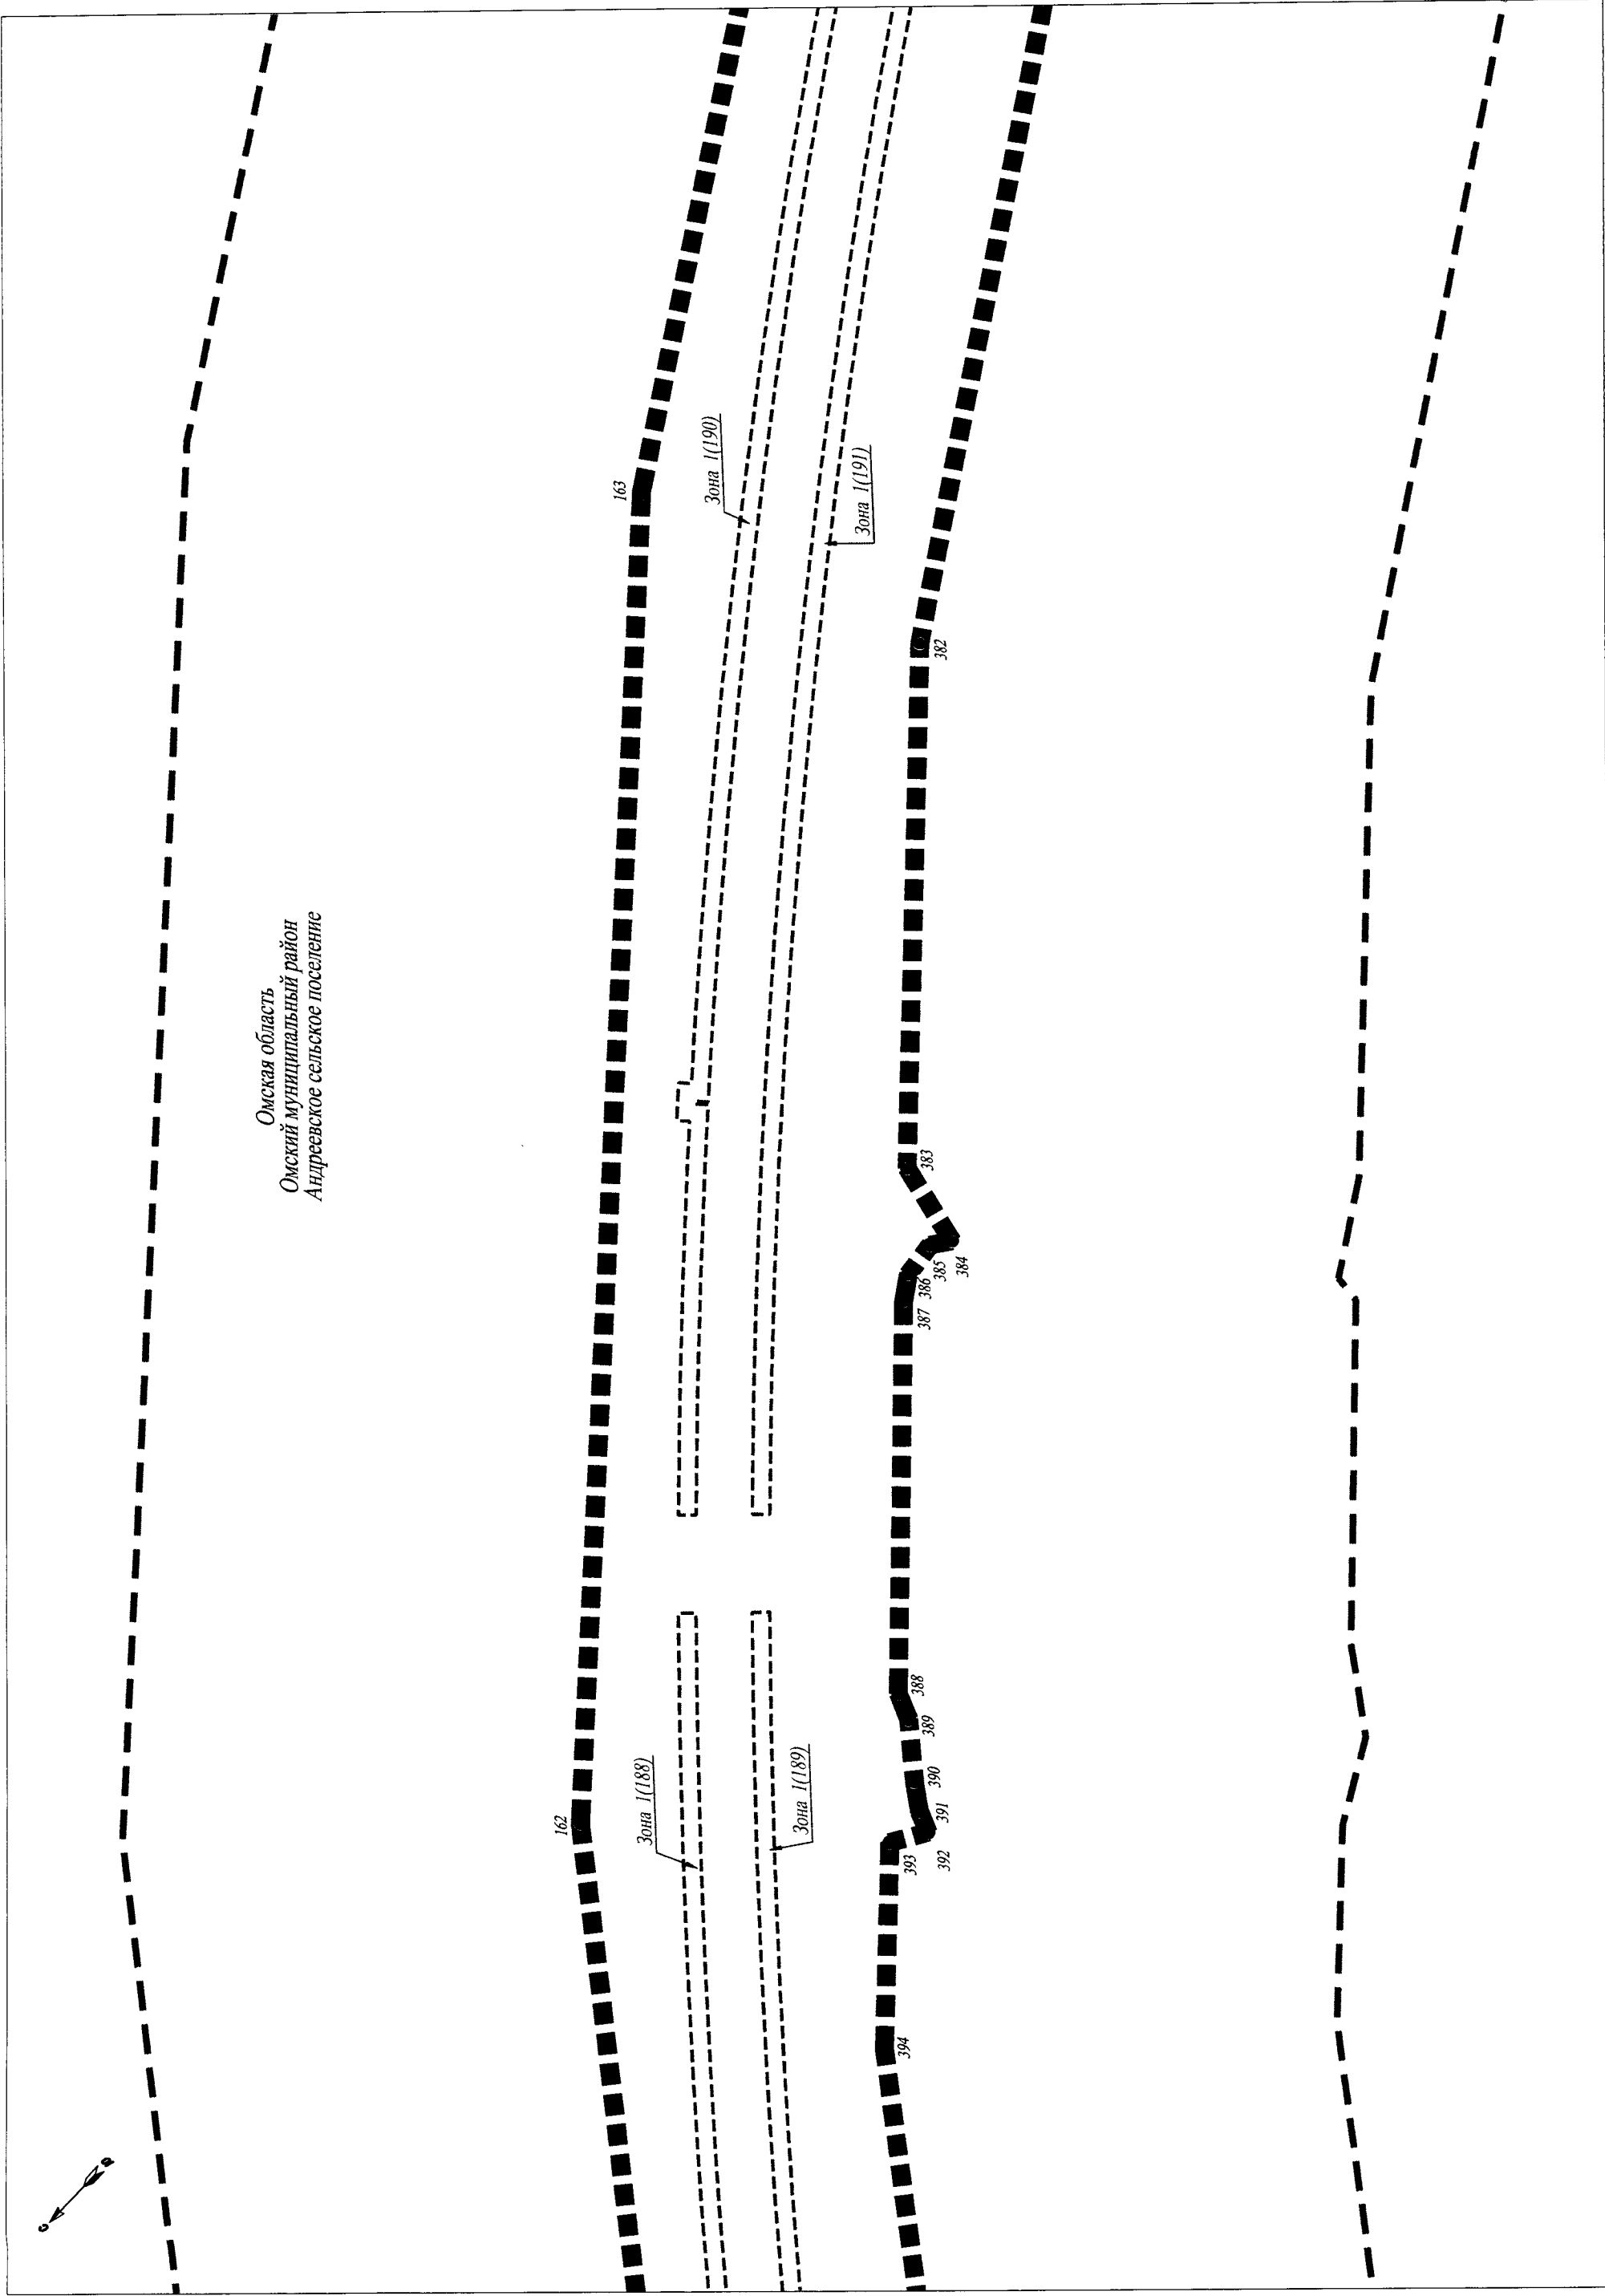 Омская область
Омский муниципальный район
Андреевское сельское поселение
162
163
Зона 1(188)
Зона 1(190)
Зона 1(189)
Зона 1(191)
394
393
392
391
390
389
388
387
386
385
384
383
382
с